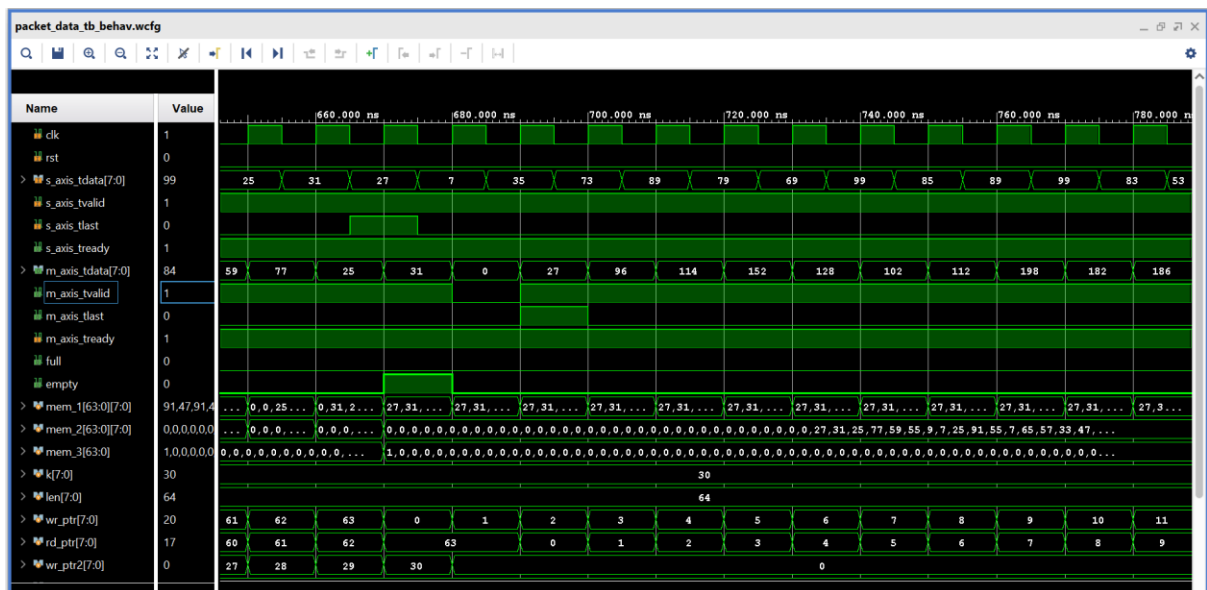 packet_data_tb_behav.wcfg
Name Value 660.000 ns 680.000 ns 700.000 ns 720.000 ns 740.000 ns 760.000 ns 780.000 n
clk 1
rst 0
s_axis_tdata[7:0] 99 25 31 27 7 35 73 89 79 69 99 85 89 99 83 53
s_axis_tvalid 1
s_axis_tlast 0
s_axis_tready 1
m_axis_tdata[7:0] 84 59 77 25 31 0 27 96 114 152 128 102 112 198 182 186
m_axis_tvalid 1
m_axis_tlast 0
m_axis_tready 1
full 0
empty 0
mem_1[63:0][7:0] 91,47,91,4 ... 0,0,25... 0,31,2... 27,31,... 27,31,... 27,31,... 27,31,... 27,31,... 27,31,... 27,31,... 27,31,... 27,31,... 27,31,... 27,31,... 27,3...
mem_2[63:0][7:0] 0,0,0,0,0,0 ... 0,0,0,... 0,0,0,... 0,0,0,0,0,0,0,0,0,0,0,0,0,0,0,0,0,0,0,0,0,0,0,0,0,0,0,0,0,0,0,0,0,27,31,25,77,59,55,9,7,25,91,55,7,65,57,33,47,...
mem_3[63:0] 1,0,0,0,0,0 0,0,0,0,0,0,0,0,0,0,... 1,0,0,0,0,0,0,0,0,0,0,0,0,0,0,0,0,0,0,0,0,0,0,0,0,0,0,0,0,0,0,0,0,0,0,0,0,0,0,0,0,0,0,0,0,0,0,0,0,0,0,0,0,0,0,0...
k[7:0] 30 30
len[7:0] 64 64
wr_ptr[7:0] 20 61 62 63 0 1 2 3 4 5 6 7 8 9 10 11
rd_ptr[7:0] 17 60 61 62 63 0 1 2 3 4 5 6 7 8 9
wr_ptr2[7:0] 0 27 28 29 30 0